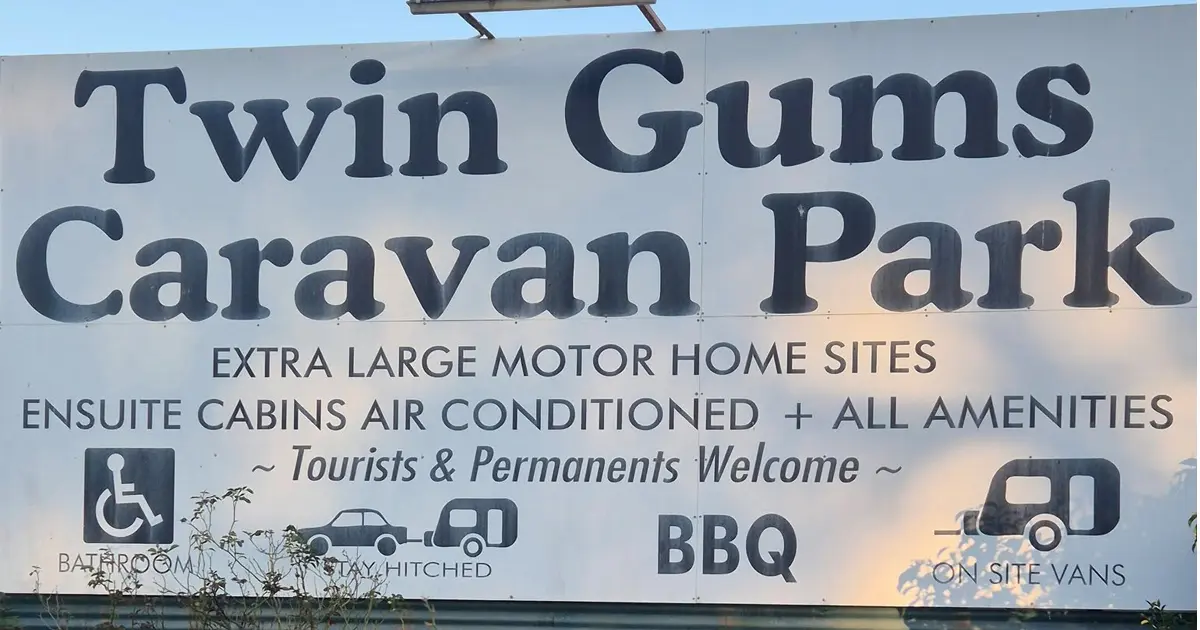 Twin Gums
Caravan Park
EXTRA LARGE MOTOR HOME SITES
ENSUITE CABINS AIR CONDITIONED + ALL AMENITIES
~ Tourists & Permanents Welcome ~
BATHROOM
STAY HITCHED
BBQ
ON SITE VANS